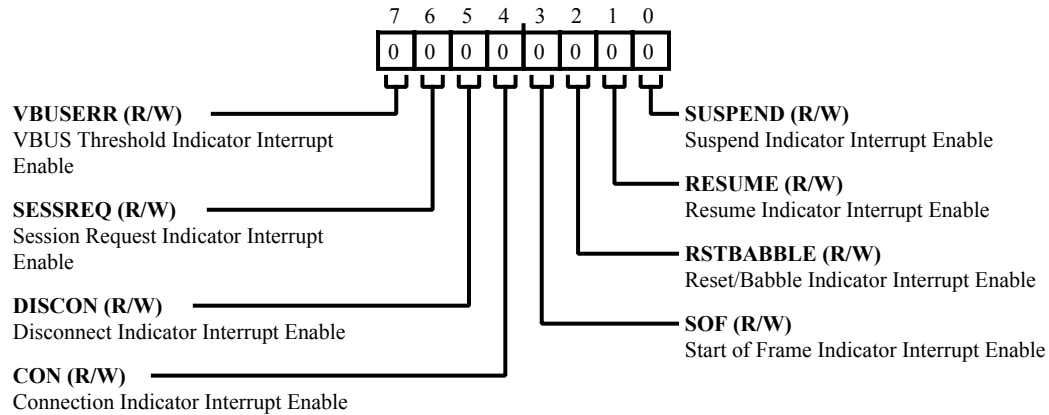 7 6 5 4 3 2 1 0
0 0 0 0 0 0 0 0
VBUSERR (R/W)
VBUS Threshold Indicator Interrupt
Enable
SESSREQ (R/W)
Session Request Indicator Interrupt
Enable
DISCON (R/W)
Disconnect Indicator Interrupt Enable
CON (R/W)
Connection Indicator Interrupt Enable
SUSPEND (R/W)
Suspend Indicator Interrupt Enable
RESUME (R/W)
Resume Indicator Interrupt Enable
RSTBABBLE (R/W)
Reset/Babble Indicator Interrupt Enable
SOF (R/W)
Start of Frame Indicator Interrupt Enable